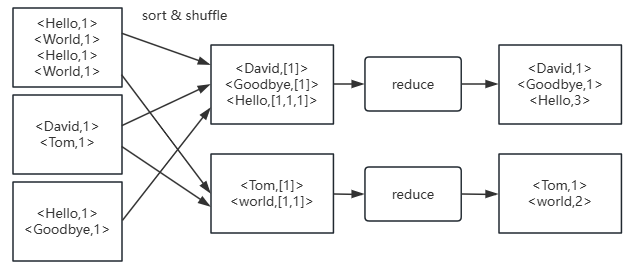 sort & shuffle
<Hello,1>
<World,1>
<Hello,1>
<World,1>
<David,1>
<Tom,1>
<Hello,1>
<Goodbye,1>
<David,[1]>
<Goodbye,[1]>
<Hello,[1,1,1]>
<Tom,[1]>
<world,[1,1]>
reduce
reduce
<David,1>
<Goodbye,1>
<Hello,3>
<Tom,1>
<world,2>